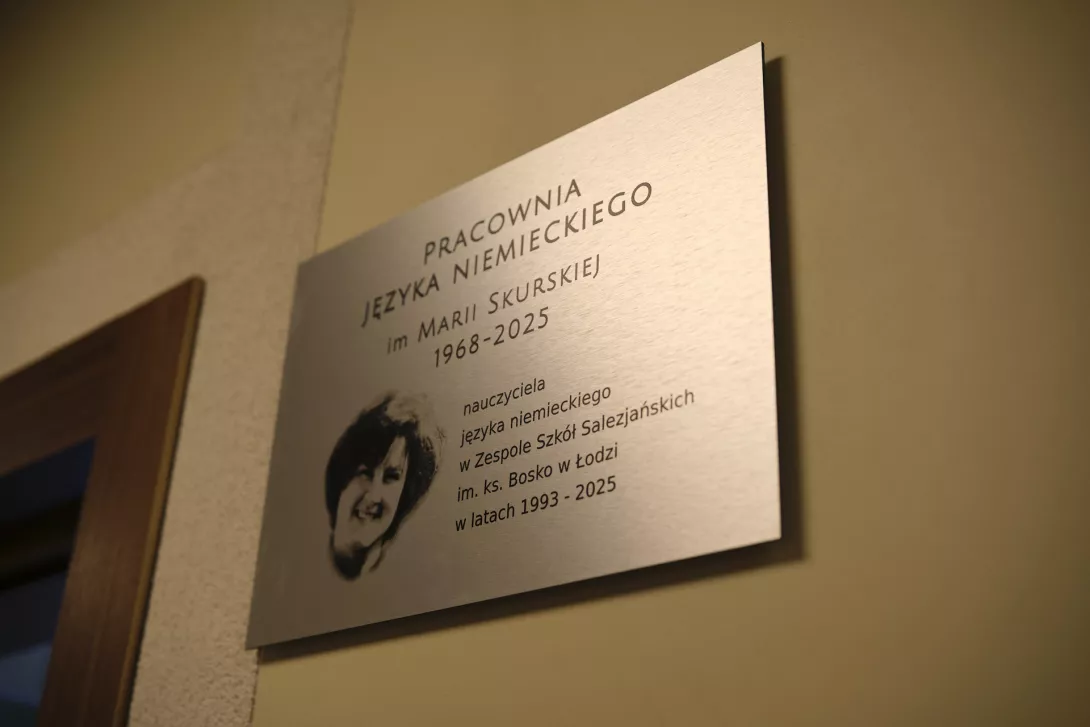 PRACOWNIA
JĘZYKA NIEMIECKIEGO
im MARII SKURSKIEJ
1968-2025
nauczyciela
języka niemieckiego
w Zespole Szkół Salezjańskich
im. ks. Bosko w Łodzi
w latach 1993 - 2025